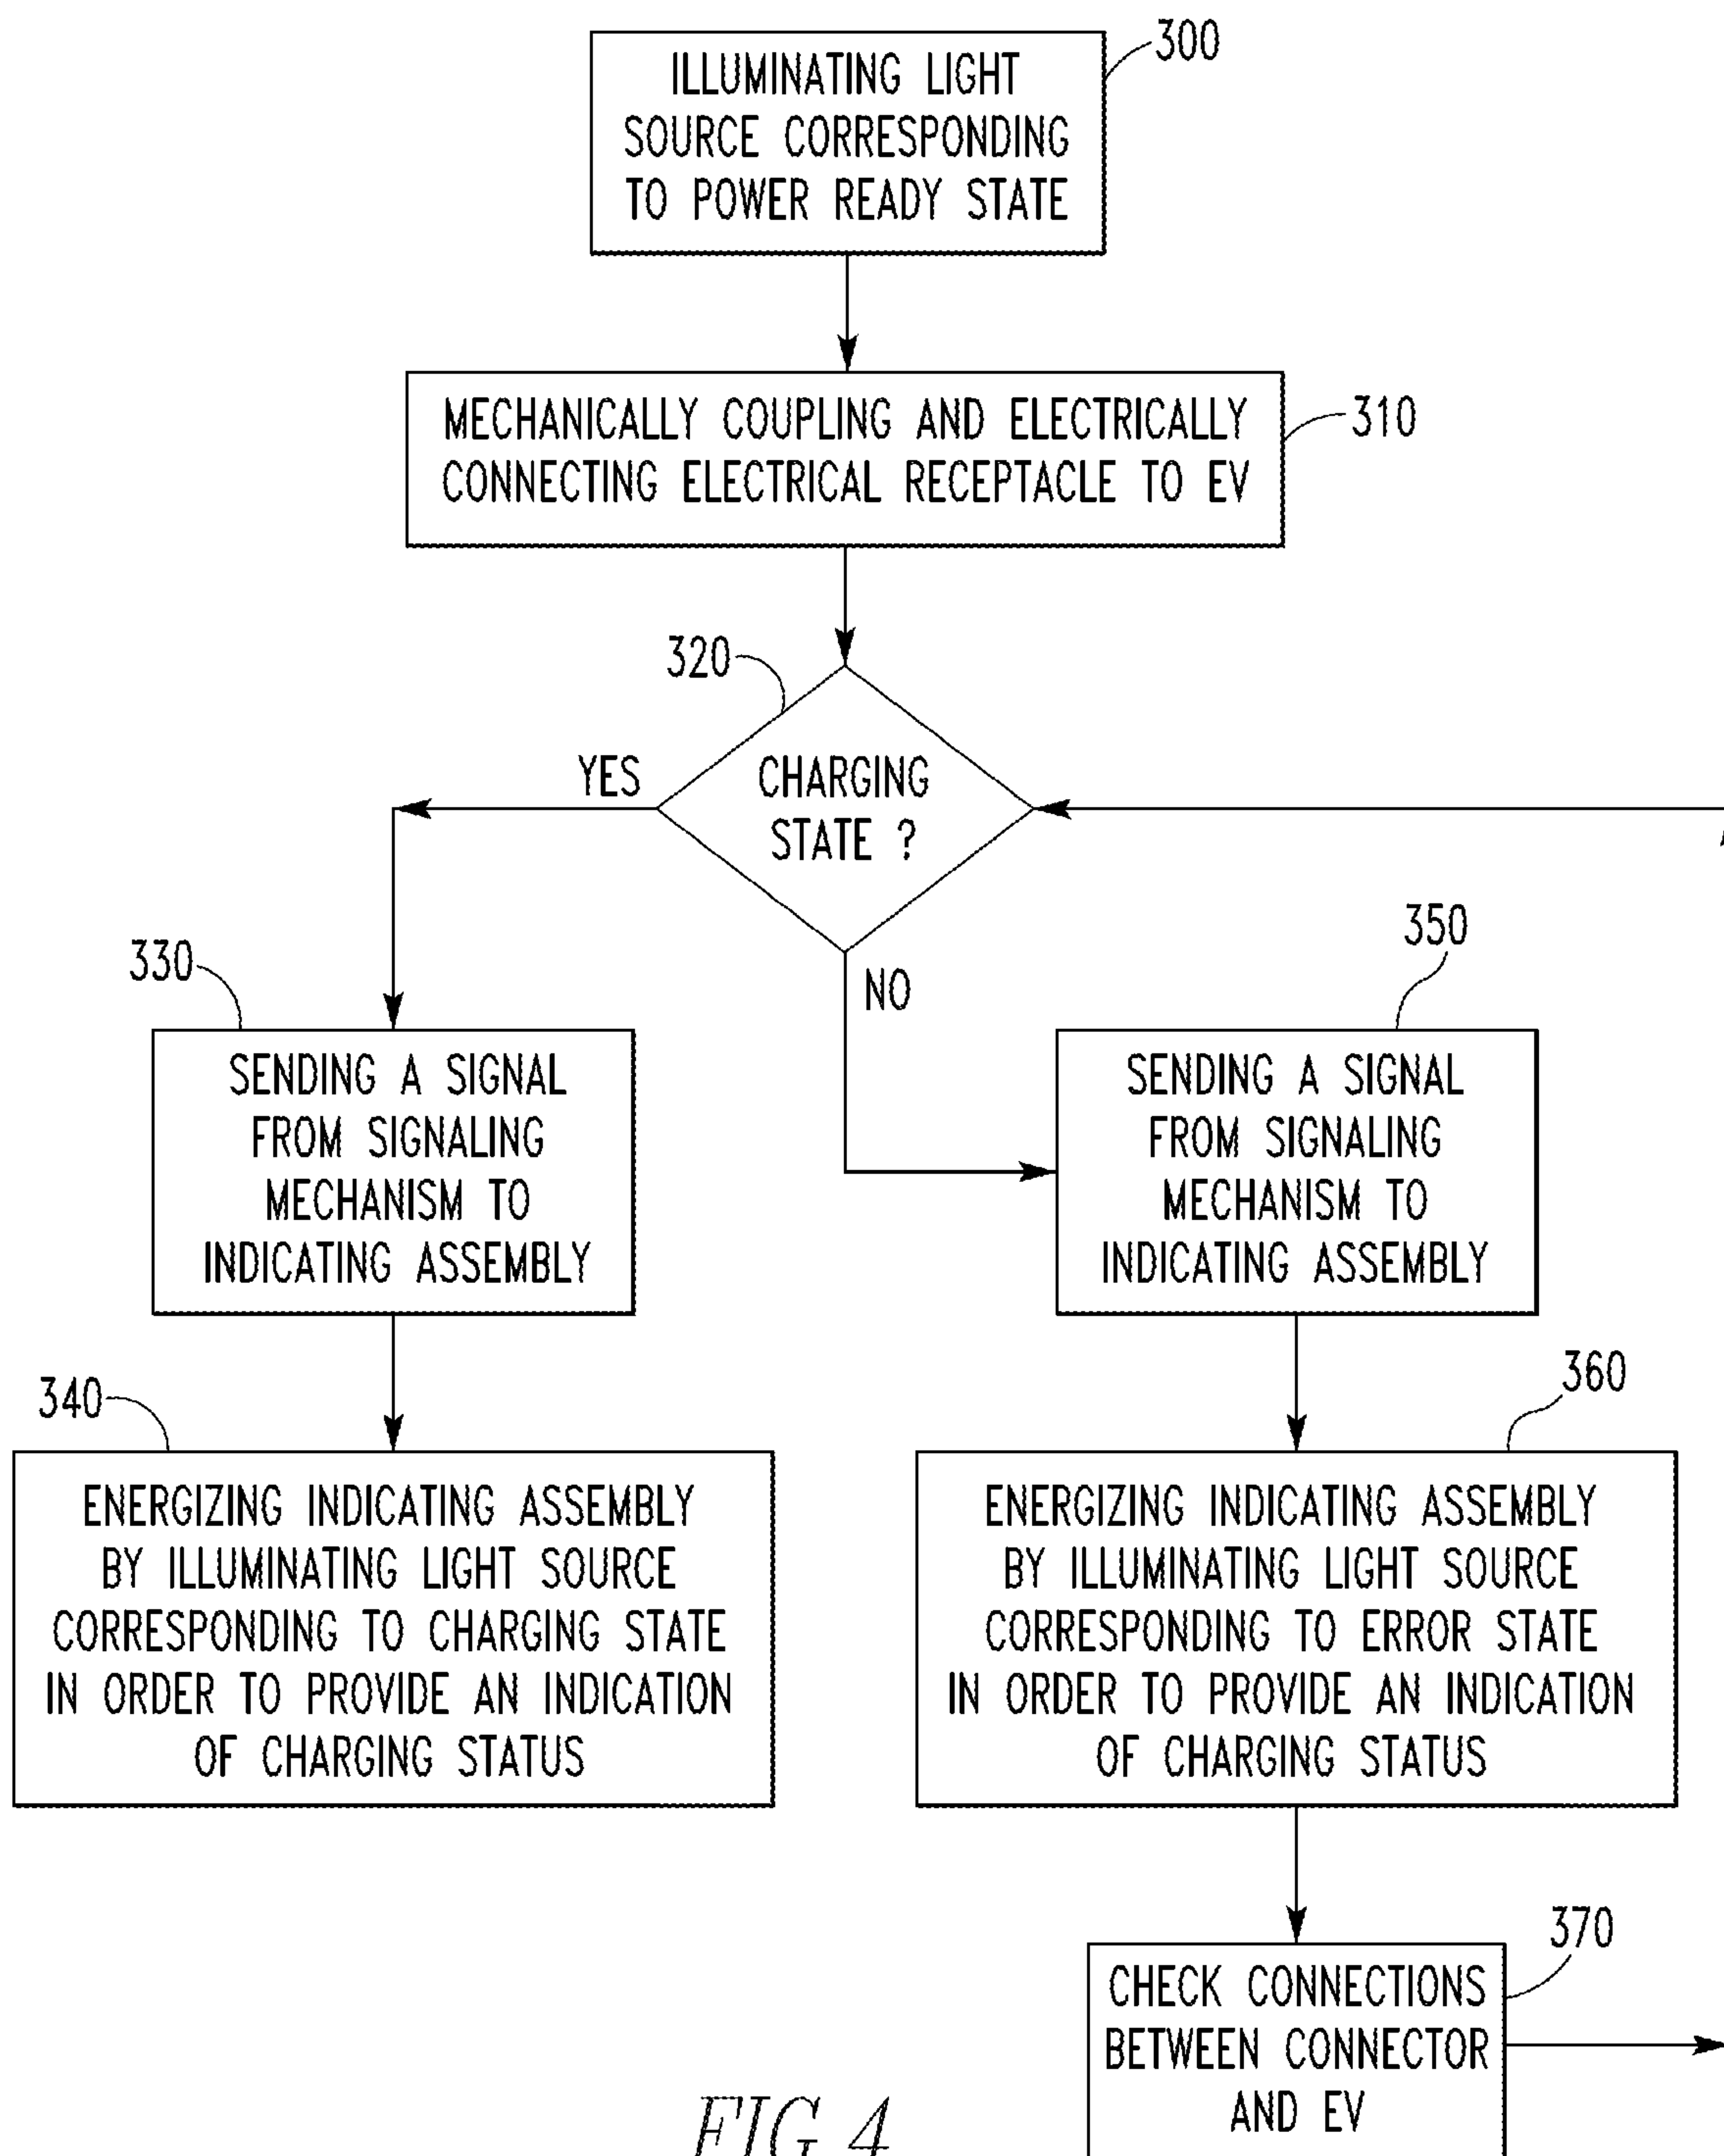 300
ILLUMINATING LIGHT
SOURCE CORRESPONDING
TO POWER READY STATE
310
MECHANICALLY COUPLING AND ELECTRICALLY
CONNECTING ELECTRICAL RECEPTACLE TO EV
320
CHARGING
STATE ?
YES
NO
330
SENDING A SIGNAL
FROM SIGNALING
MECHANISM TO
INDICATING ASSEMBLY
350
SENDING A SIGNAL
FROM SIGNALING
MECHANISM TO
INDICATING ASSEMBLY
340
ENERGIZING INDICATING ASSEMBLY
BY ILLUMINATING LIGHT SOURCE
CORRESPONDING TO CHARGING STATE
IN ORDER TO PROVIDE AN INDICATION
OF CHARGING STATUS
360
ENERGIZING INDICATING ASSEMBLY
BY ILLUMINATING LIGHT SOURCE
CORRESPONDING TO ERROR STATE
IN ORDER TO PROVIDE AN INDICATION
OF CHARGING STATUS
370
CHECK CONNECTIONS
BETWEEN CONNECTOR
AND EV
FIG.4